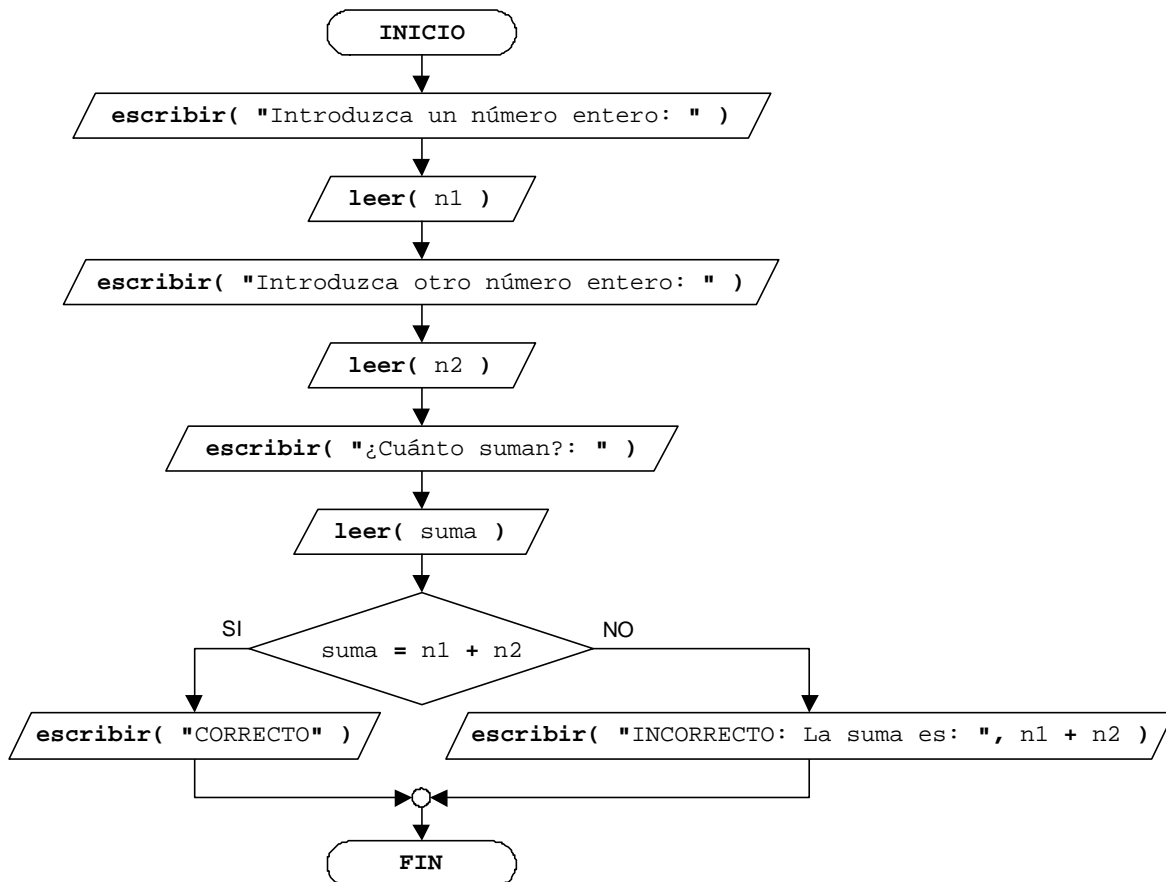 INICIO
escribir( "Introduzca un número entero: " )
leer( n1 )
escribir( "Introduzca otro número entero: " )
leer( n2 )
escribir( "¿Cuánto suman?: " )
leer( suma )
SI
NO
suma = n1 + n2
escribir( "CORRECTO" )
escribir( "INCORRECTO: La suma es: ", n1 + n2 )
FIN